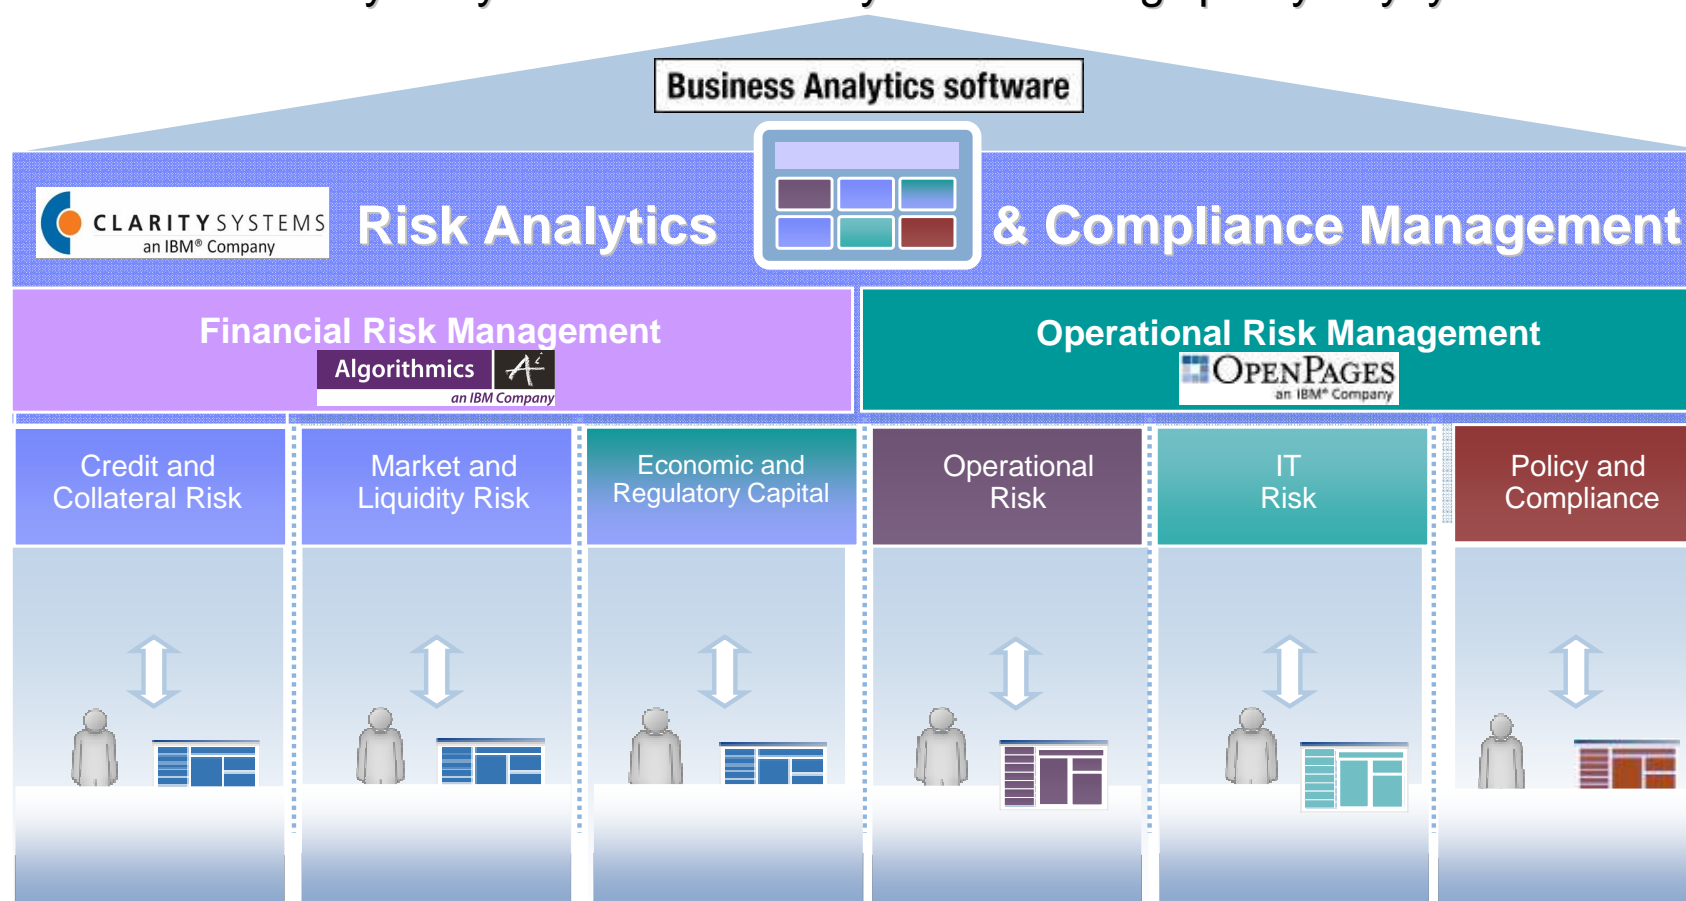 Business Analytics software
CLARITY SYSTEMS
an IBM® Company
Risk Analytics
& Compliance Management
Financial Risk Management
Algorithmics Ai
an IBM Company
Operational Risk Management
OPENPAGES
an IBM® Company
Credit and
Collateral Risk
Market and
Liquidity Risk
Economic and
Regulatory Capital
Operational
Risk
IT
Risk
Policy and
Compliance